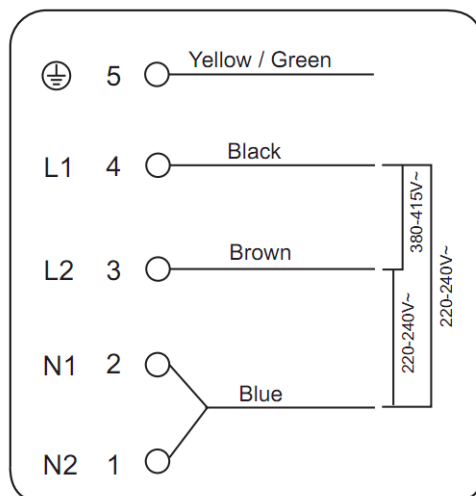 5 Yellow / Green
L1 4 Black
L2 3 Brown
N1 2
Blue
N2 1
380-415V~
220-240V~
220-240V~